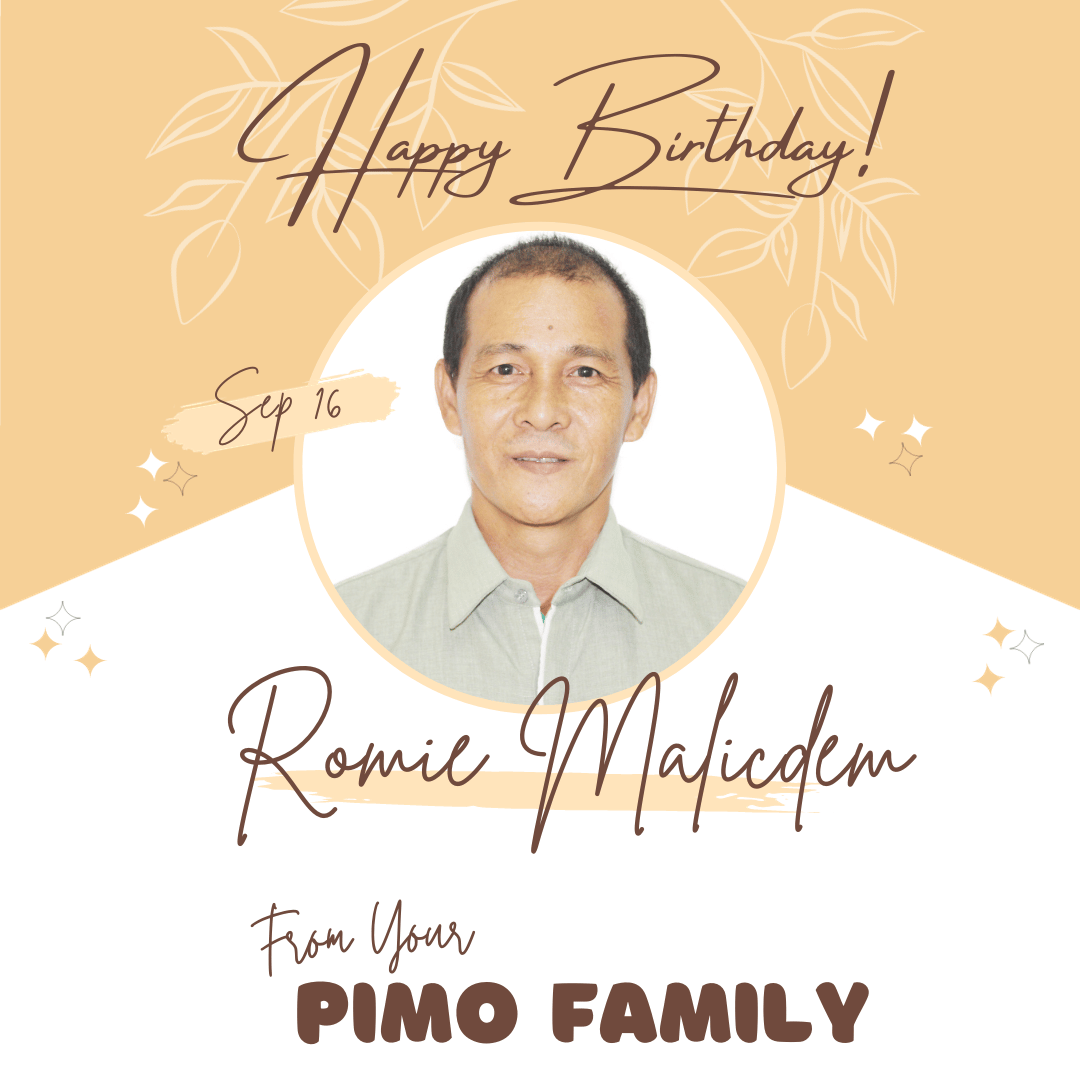 Happy Birthday!
Sep 16
Romie Malicdem
From Your
PIMO FAMILY